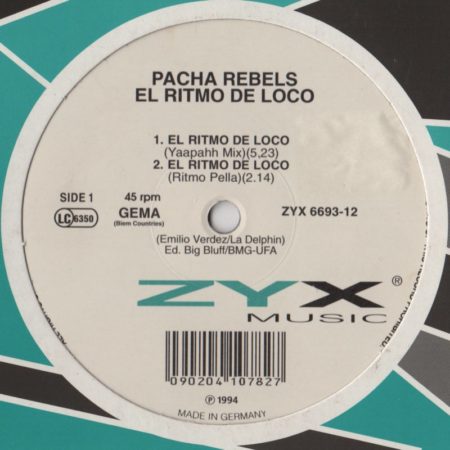 PACHA REBELS
EL RITMO DE LOCO
1. EL RITMO DE LOCO
(Yaapahh Mix)(5,23)
2. EL RITMO DE LOCO
(Ritmo Pella)(2.14)
SIDE 1 45 rpm
LC 6350 GEMA ZYX 6693-12
(Biem Countries)
(Emilio Verdez/La Delphin)
Ed. Big Bluff/BMG-UFA
ZYX ®
MUSIC
090204 107827
℗ 1994
MADE IN GERMANY